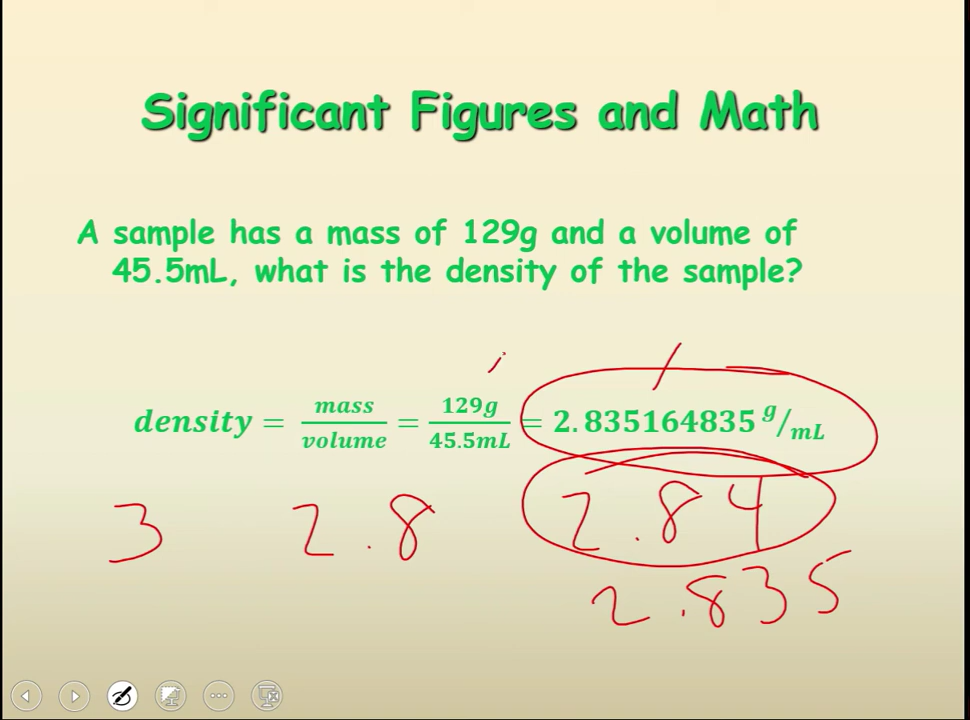 Significant Figures and Math
A sample has a mass of 129g and a volume of
45.5mL, what is the density of the sample?
density = mass/volume = 129g/45.5mL = 2.835164835 g/mL
3 2.8 2.84
2.835